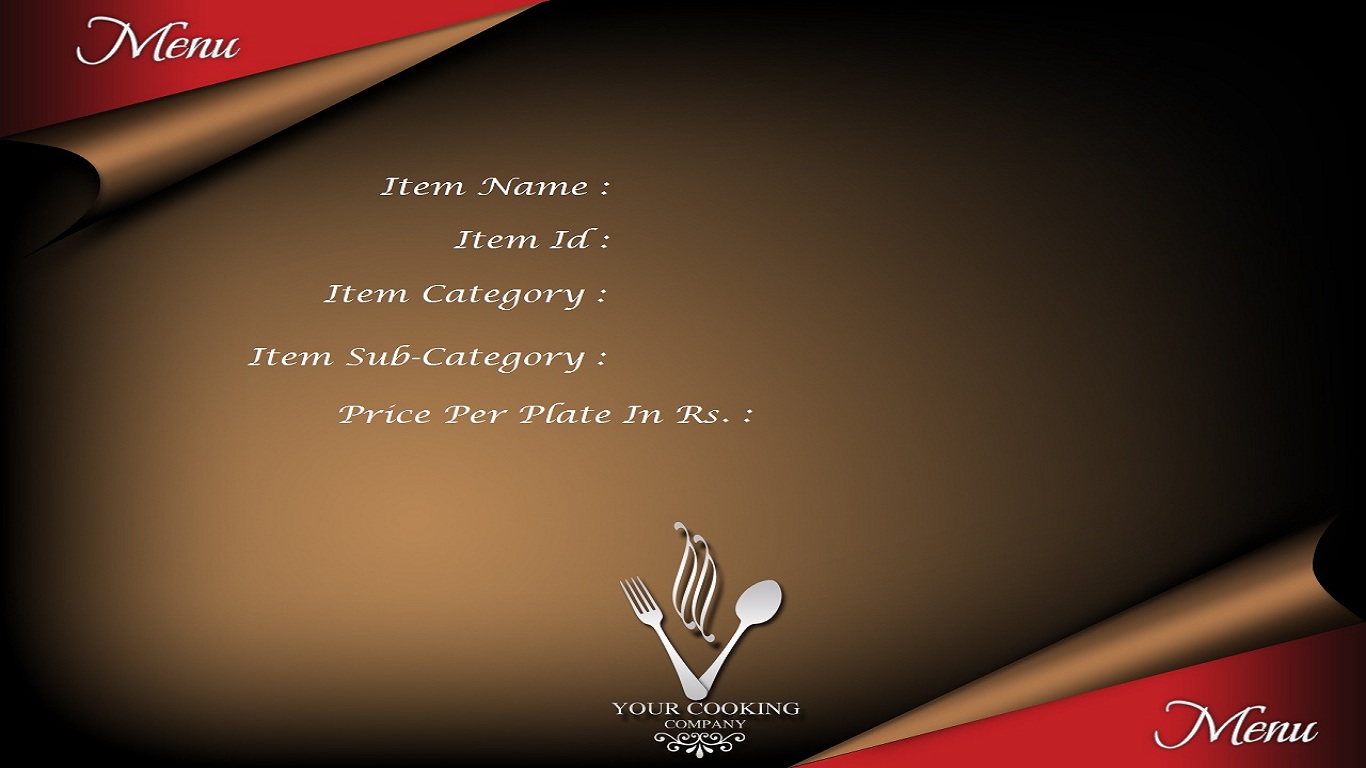 Menu
Item Name :
Item Id :
Item Category :
Item Sub-Category :
Price Per Plate In Rs. :
YOUR COOKING
COMPANY
Menu